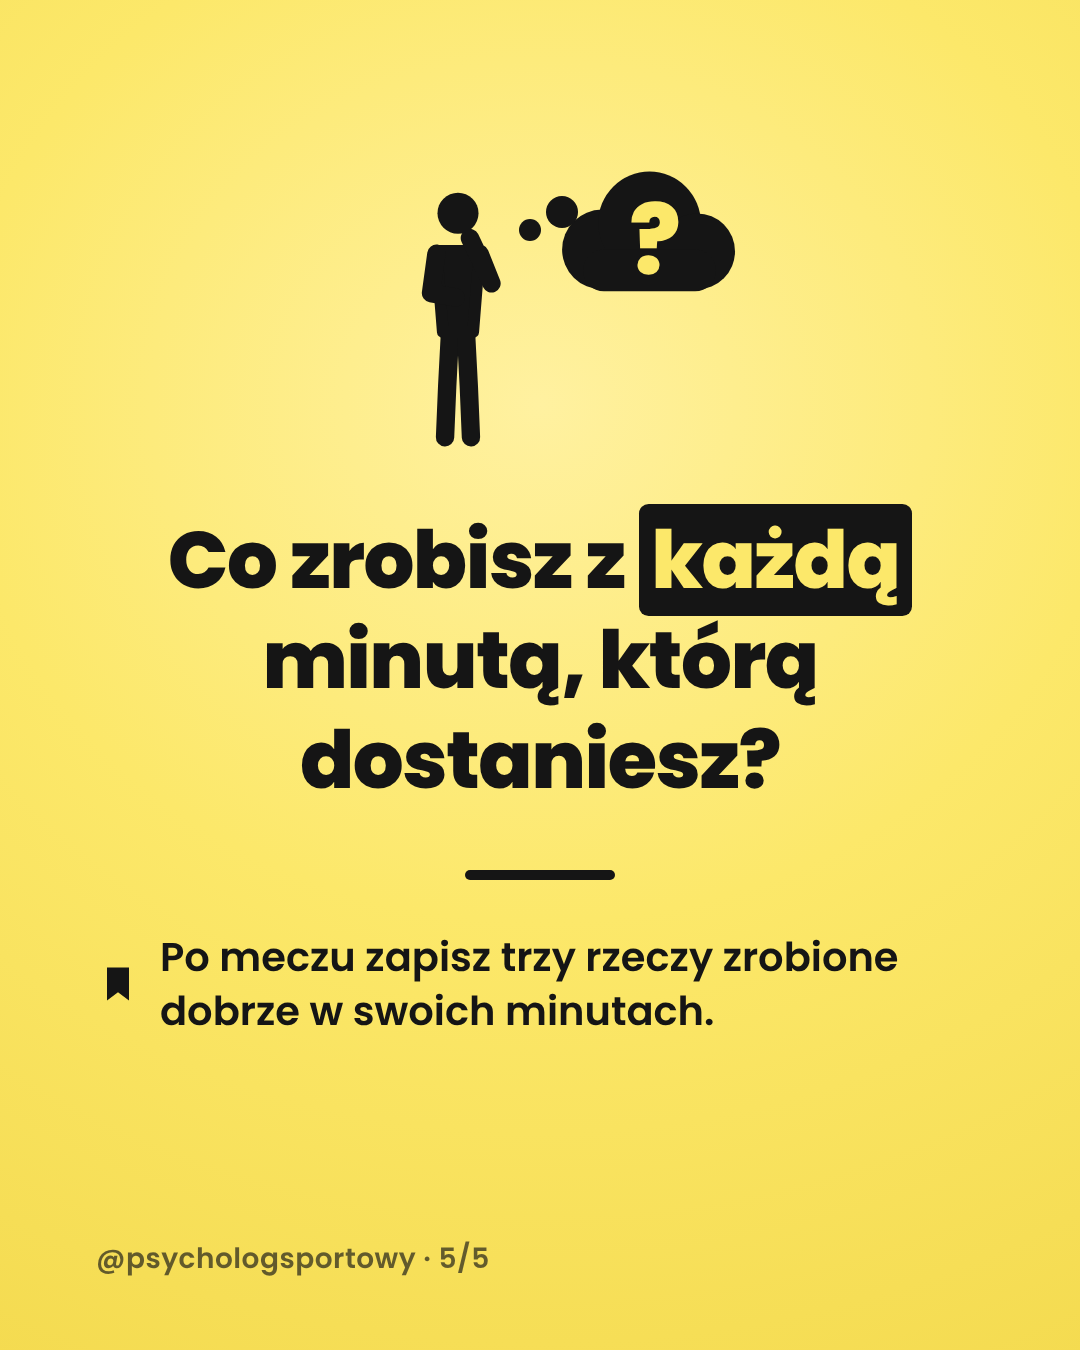 ?
Co zrobisz z każdą
minutą, którą
dostaniesz?
Po meczu zapisz trzy rzeczy zrobione
dobrze w swoich minutach.
@psychologsportowy · 5/5